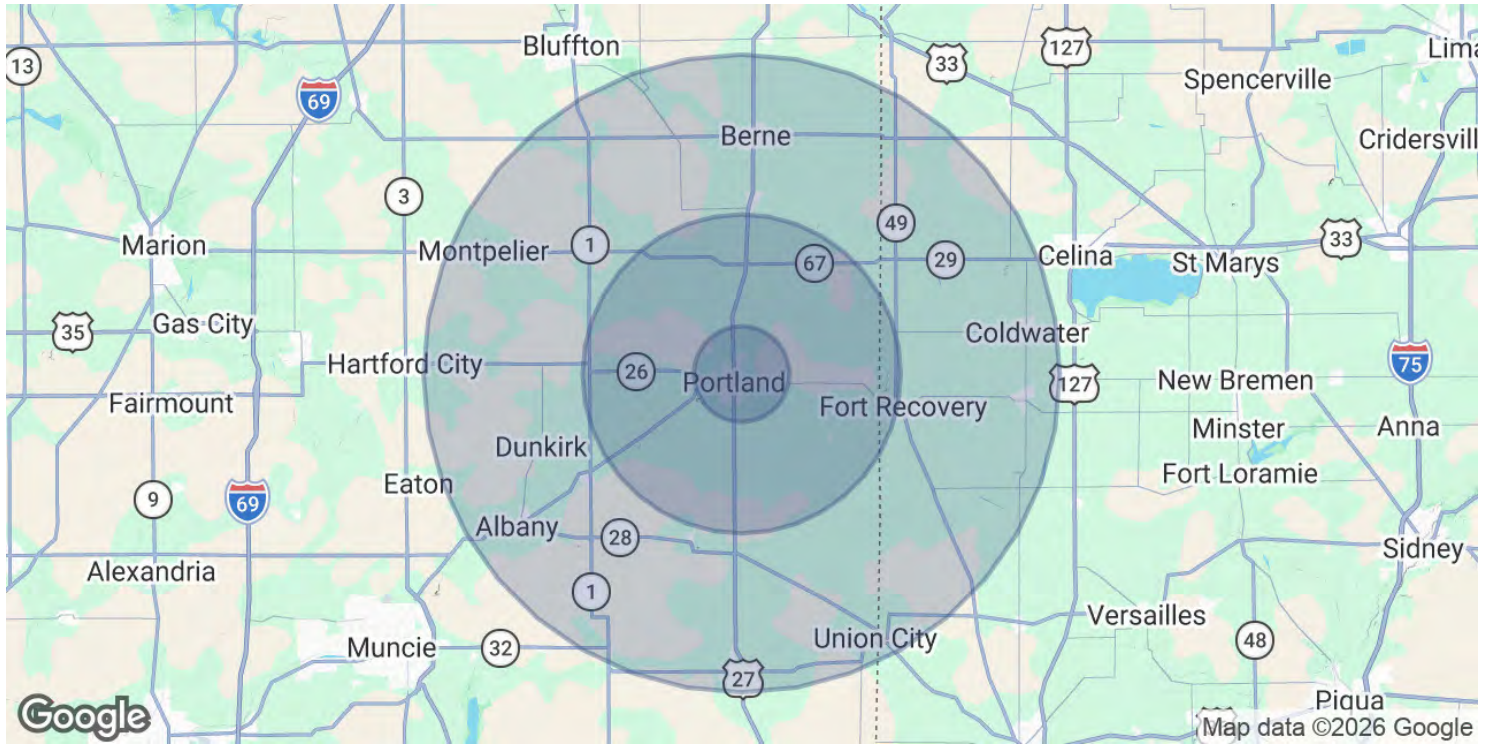 Bluffton
127
Lima
13
33
69
Spencerville
Berne
Cridersvill
3
49
Marion
Montpelier
1
67
29
Celina
33
St Marys
35
Gas City
Coldwater
Hartford City
26
Portland
127
New Bremen
75
Fairmount
Fort Recovery
Minster
Anna
Dunkirk
Fort Loramie
9
69
Eaton
Albany
28
Sidney
Alexandria
1
Versailles
Muncie
32
Union City
48
27
Piqua
Google
Map data ©2026 Google